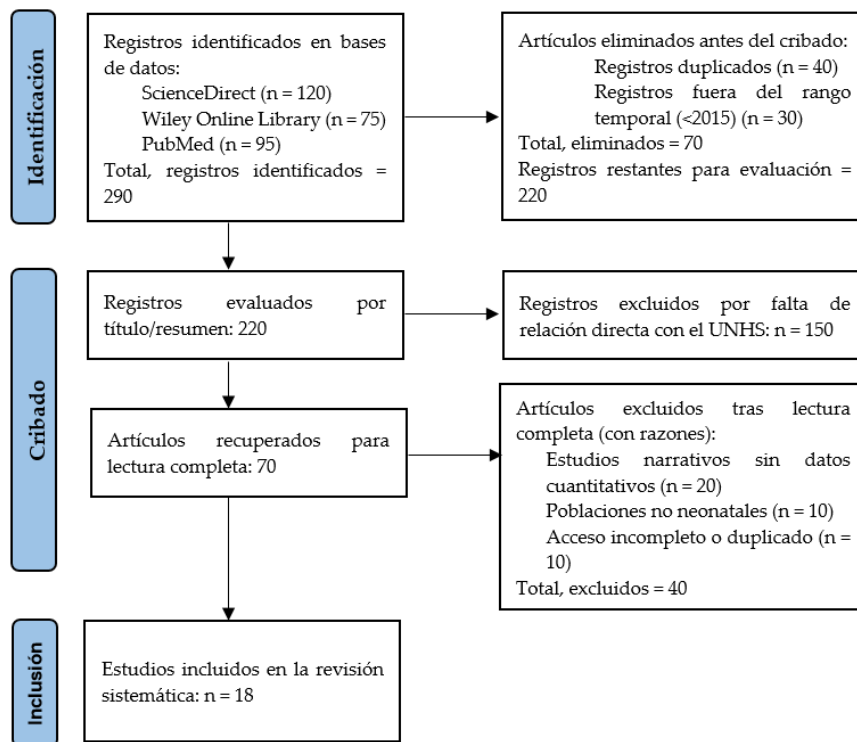 Identificación
Registros identificados en bases
de datos:
ScienceDirect (n = 120)
Wiley Online Library (n = 75)
PubMed (n = 95)
Total, registros identificados =
290
Artículos eliminados antes del cribado:
Registros duplicados (n = 40)
Registros fuera del rango
temporal (<2015) (n = 30)
Total, eliminados = 70
Registros restantes para evaluación =
220
Cribado
Registros evaluados por
título/resumen: 220
Registros excluidos por falta de
relación directa con el UNHS: n = 150
Artículos recuperados para
lectura completa: 70
Artículos excluidos tras lectura
completa (con razones):
Estudios narrativos sin datos
cuantitativos (n = 20)
Poblaciones no neonatales (n = 10)
Acceso incompleto o duplicado (n =
10)
Total, excluidos = 40
Inclusión
Estudios incluidos en la revisión
sistemática: n = 18